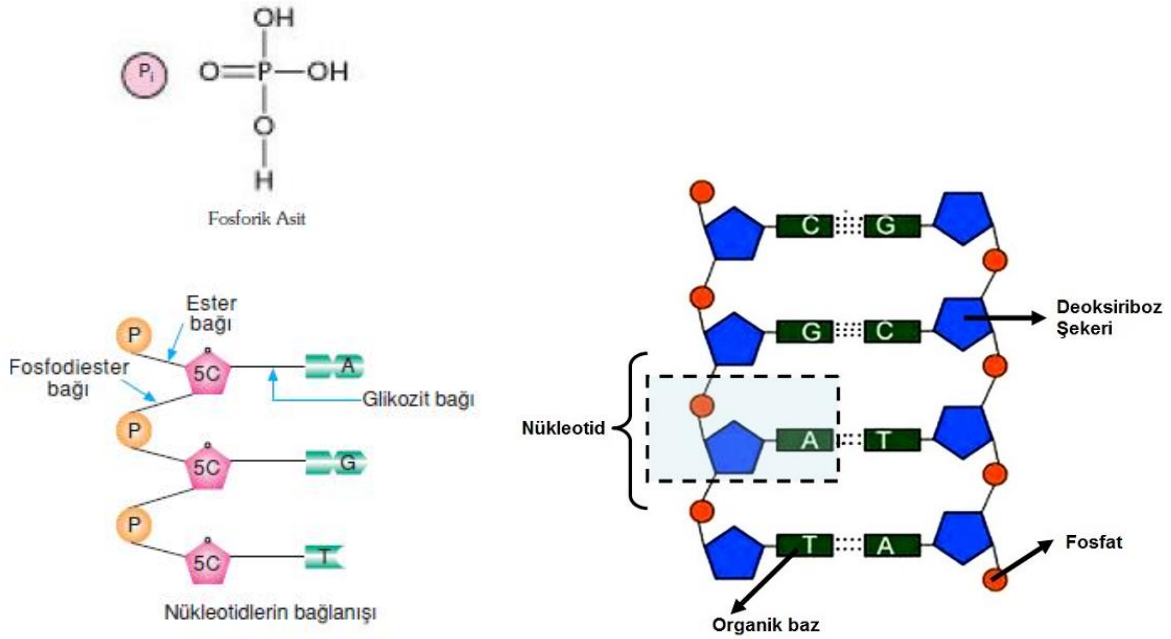 OH
P i
O
P
OH
O
H
Fosforik Asit
Ester
bağı
P
Fosfodiester
bağı
5C
A
Glikozit bağı
P
5C
G
P
5C
T
Nükleotidlerin bağlanışı
C
G
G
C
Deoksiriboz
Şekeri
Nükleotid
A
T
T
A
Fosfat
Organik baz